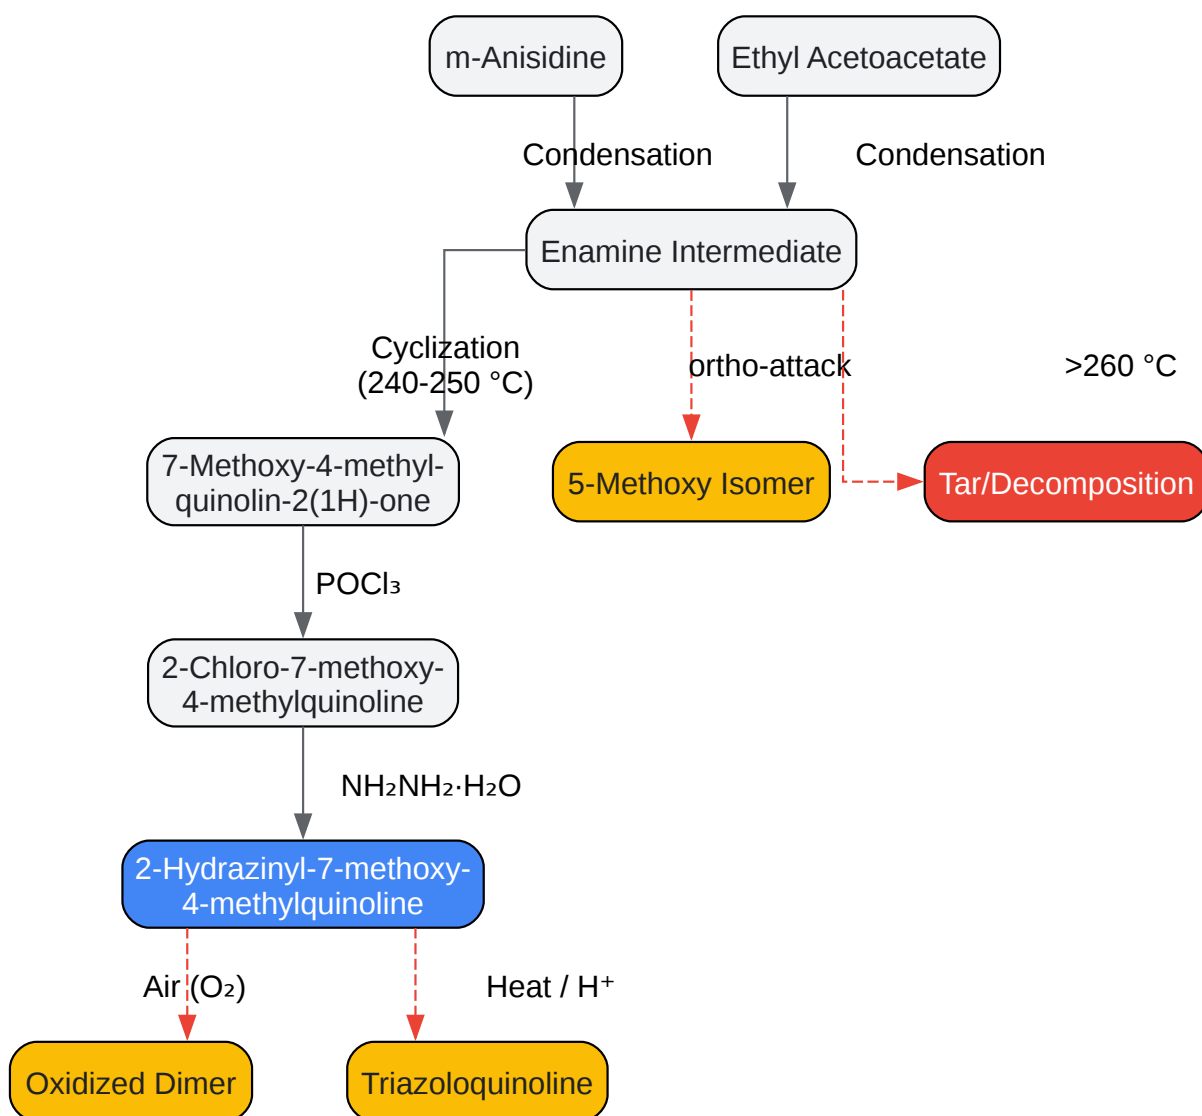 m-Anisidine
Ethyl Acetoacetate
Condensation
Condensation
Enamine Intermediate
Cyclization
(240-250 °C)
ortho-attack
>260 °C
7-Methoxy-4-methyl-
quinolin-2(1H)-one
5-Methoxy Isomer
Tar/Decomposition
POCl₃
2-Chloro-7-methoxy-
4-methylquinoline
NH₂NH₂·H₂O
2-Hydrazinyl-7-methoxy-
4-methylquinoline
Air (O₂)
Heat / H⁺
Oxidized Dimer
Triazoloquinoline